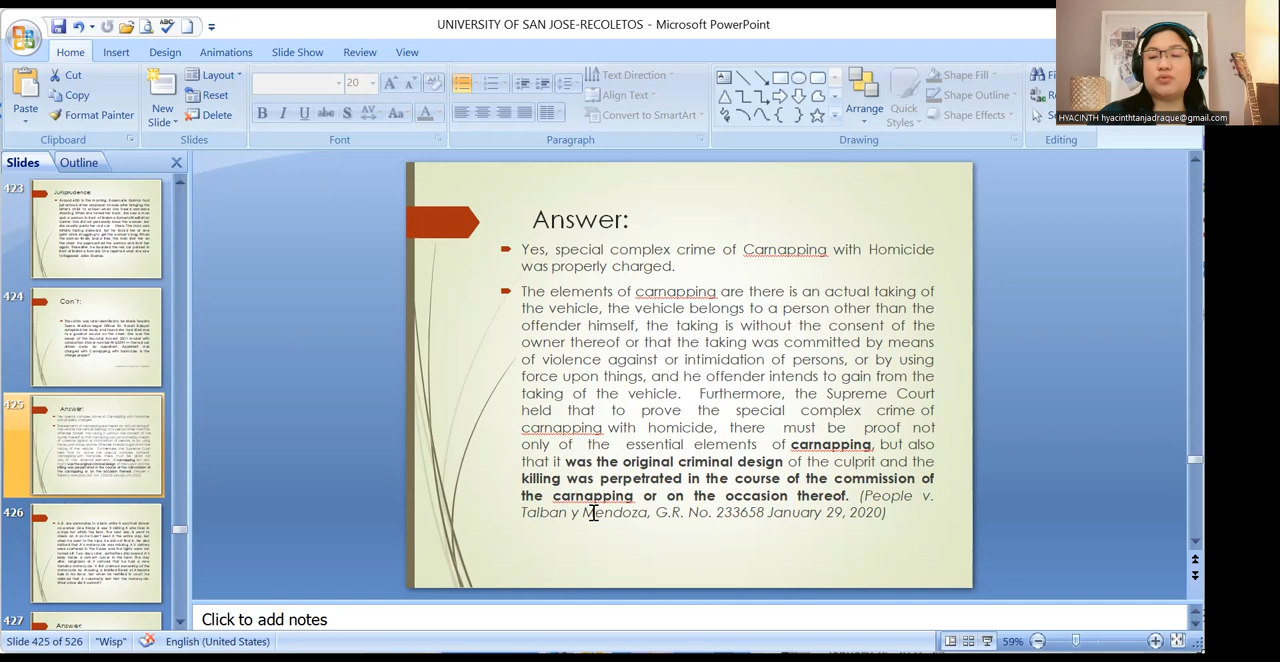 UNIVERSITY OF SAN JOSE-RECOLETOS - Microsoft PowerPoint
Home Insert Design Animations Slide Show Review View
Cut
Copy
Format Painter
Paste
Clipboard
New
Slide
Layout
Reset
Delete
Slides
20
Font
Paragraph
Text Direction
Align Text
Convert to SmartArt
Arrange
Quick
Styles
Shape Fill
Shape Outline
Shape Effects
Drawing
Editing
HYACINTH hyacinthtanjadraque@gmail.com
Slides Outline
423
Jurisprudence:
424
Con't:
425
Answer:
426
427
Answer:
Answer:
Yes, special complex crime of Carnapping with Homicide
was properly charged.
The elements of carnapping are there is an actual taking of
the vehicle, the vehicle belongs to a person other than the
offender himself, the taking is without the consent of the
owner thereof or that the taking was committed by means
of violence against or intimidation of persons, or by using
force upon things, and he offender intends to gain from the
taking of the vehicle. Furthermore, the Supreme Court
held that to prove the special complex crime of
carnapping with homicide, there must be proof not
only of the essential elements of carnapping, but also
that it was the original criminal design of the culprit and the
killing was perpetrated in the course of the commission of
the carnapping or on the occasion thereof. (People v.
Talban y Mendoza, G.R. No. 233658 January 29, 2020)
Click to add notes
Slide 425 of 526 "Wisp" English (United States) 59%